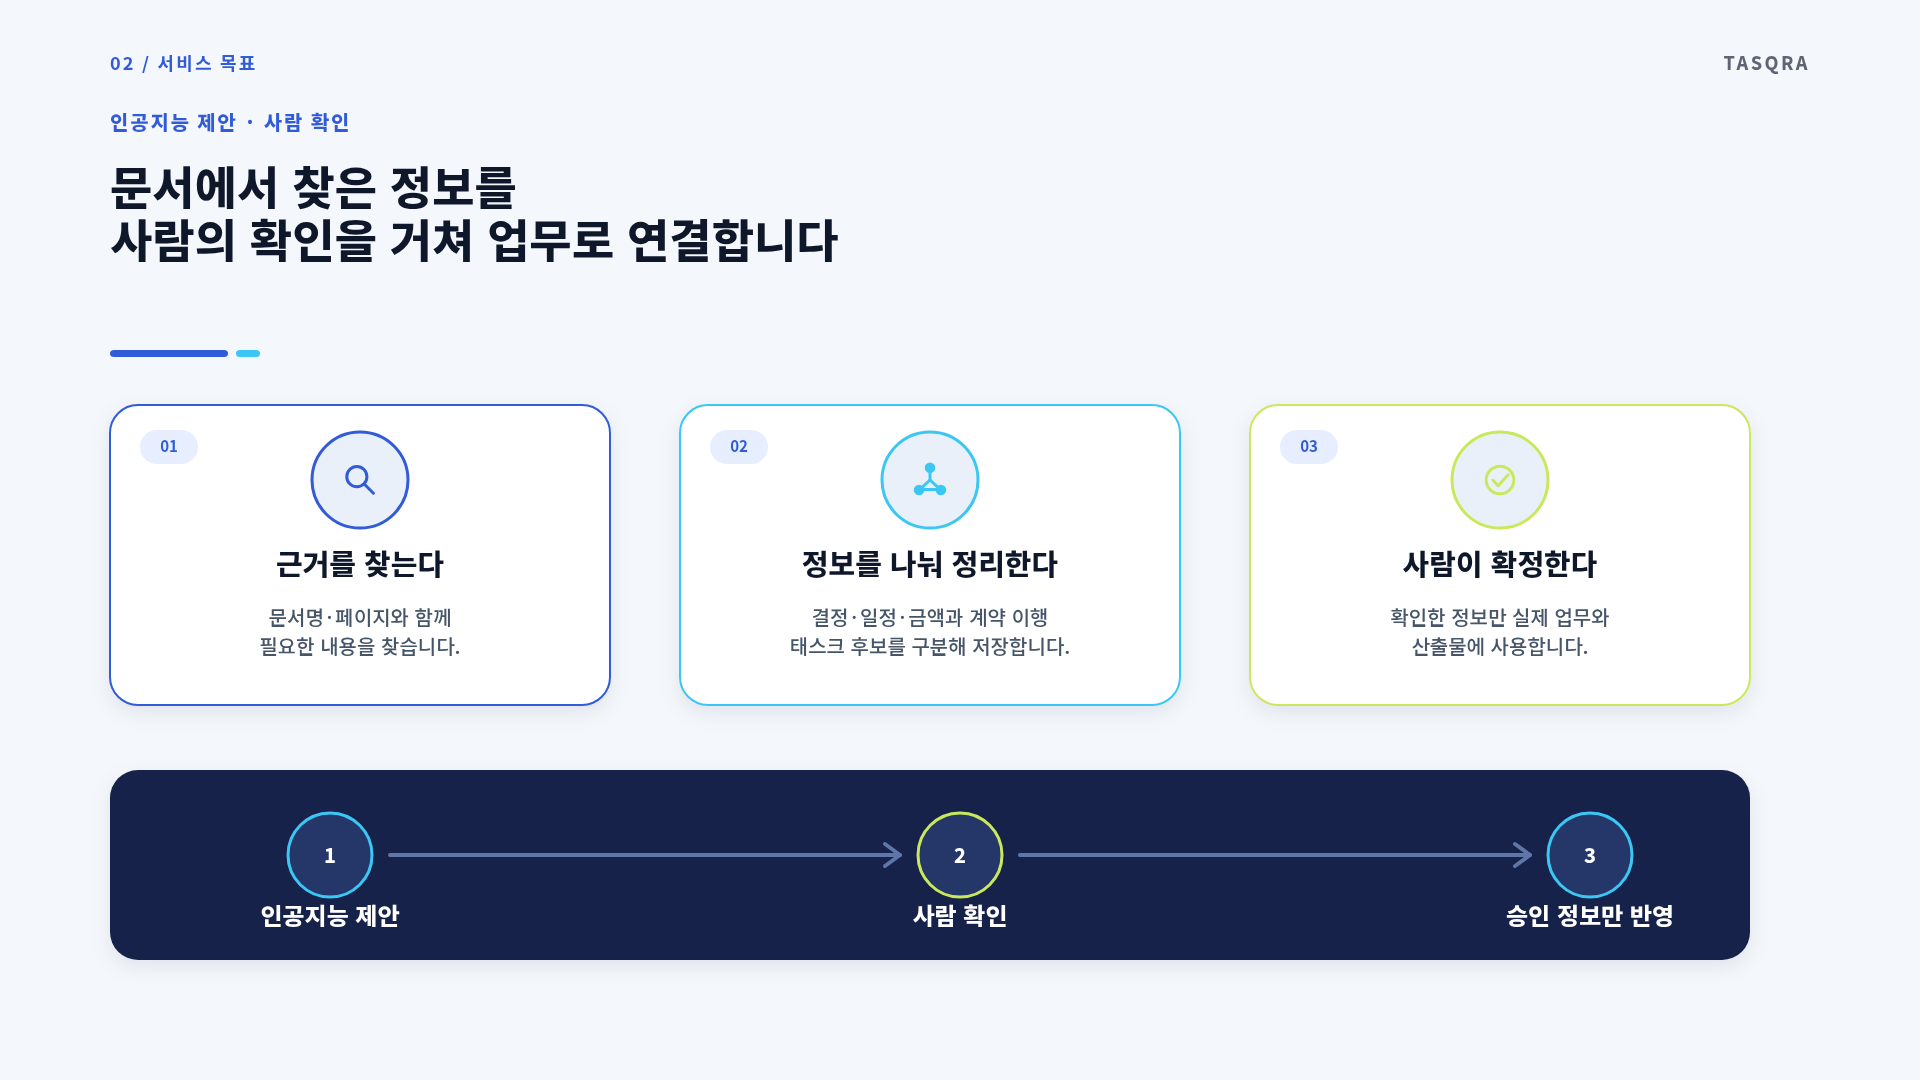 02 / 서비스 목표
TASQRA
인공지능 제안 · 사람 확인
문서에서 찾은 정보를
사람의 확인을 거쳐 업무로 연결합니다
01
근거를 찾는다
문서명·페이지와 함께
필요한 내용을 찾습니다.
02
정보를 나눠 정리한다
결정·일정·금액과 계약 이행
태스크 후보를 구분해 저장합니다.
03
사람이 확정한다
확인한 정보만 실제 업무와
산출물에 사용합니다.
1
인공지능 제안
2
사람 확인
3
승인 정보만 반영